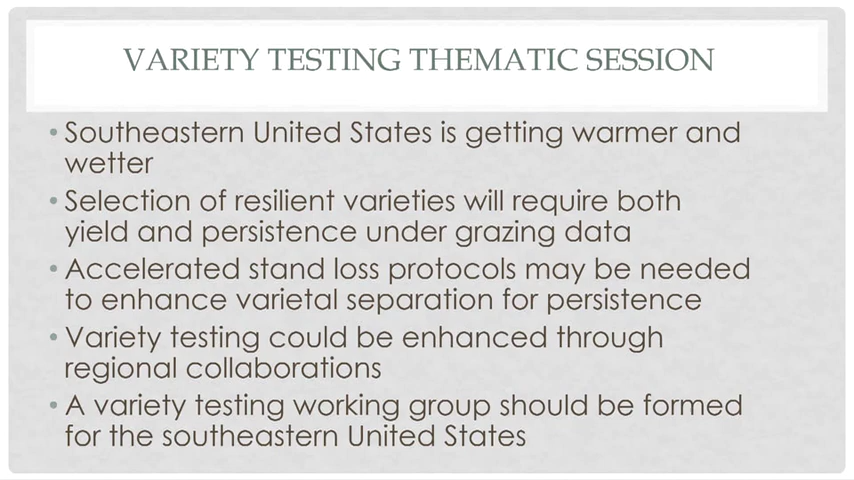 VARIETY TESTING THEMATIC SESSION
• Southeastern United States is getting warmer and
wetter
• Selection of resilient varieties will require both
yield and persistence under grazing data
• Accelerated stand loss protocols may be needed
to enhance varietal separation for persistence
• Variety testing could be enhanced through
regional collaborations
• A variety testing working group should be formed
for the southeastern United States